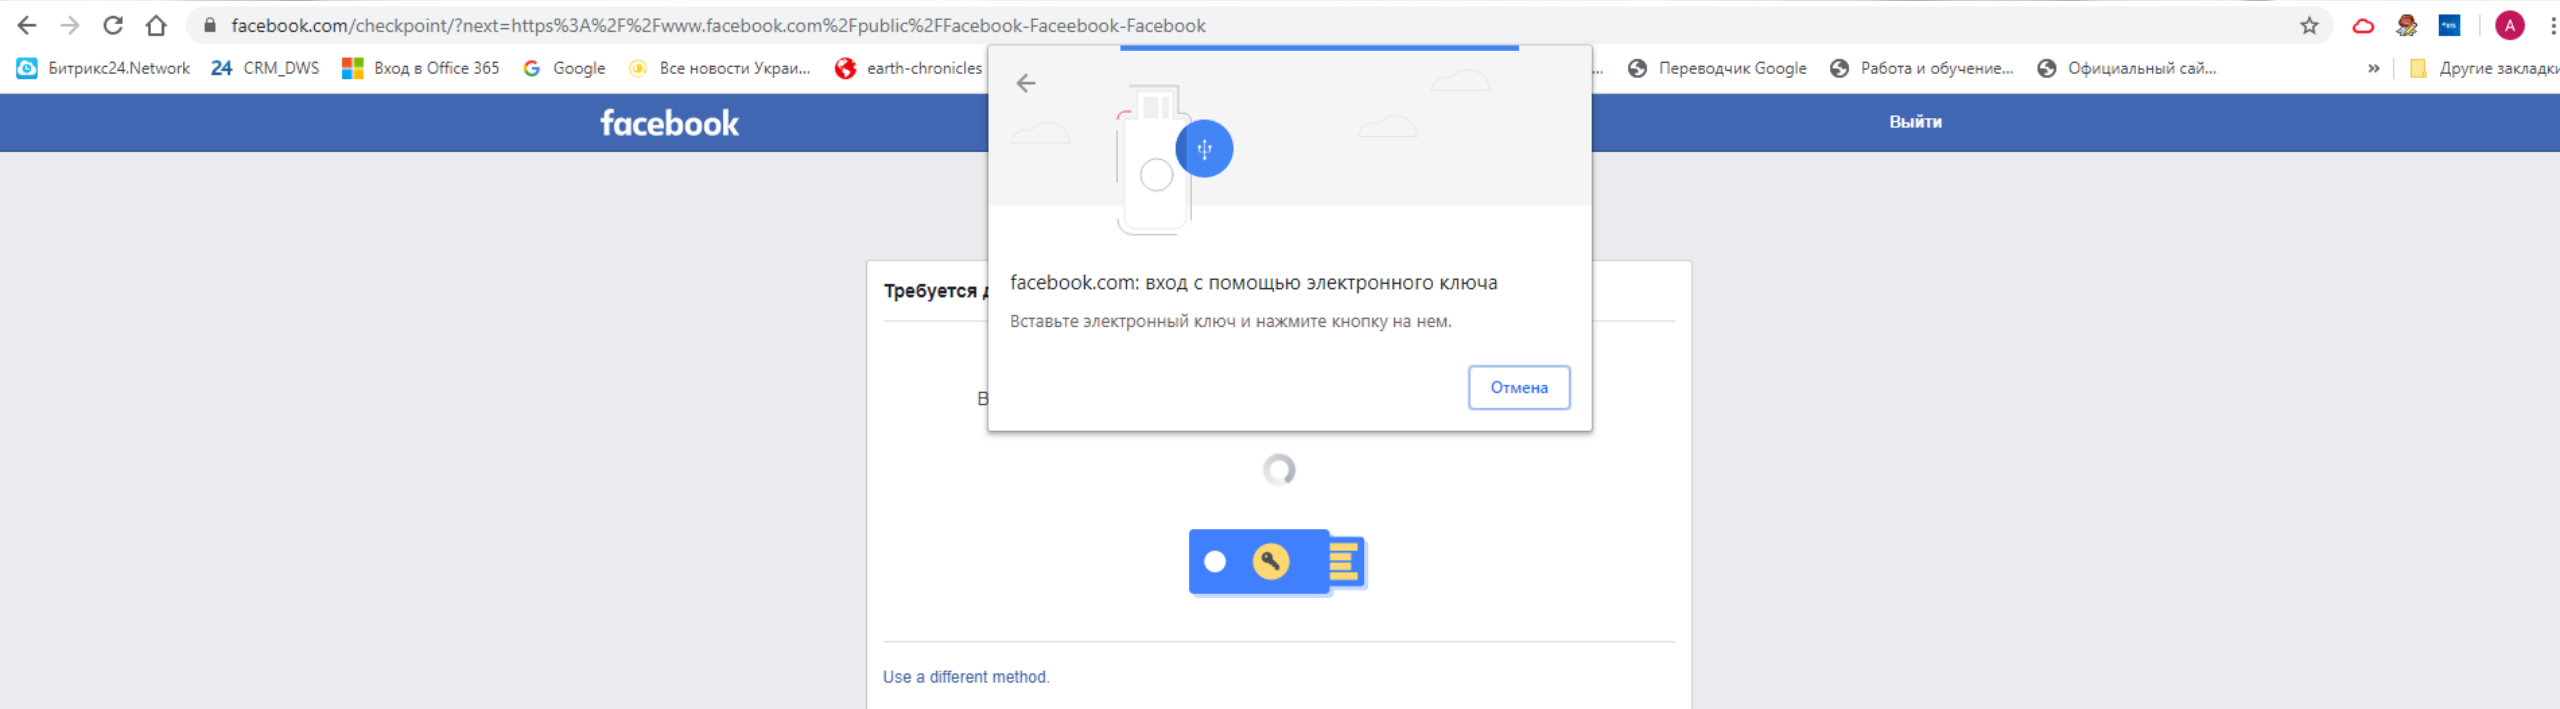 facebook.com/checkpoint/?next=https%3A%2F%2Fwww.facebook.com%2Fpublic%2FFacebook-Faceebook-Facebook
A
Битрикс24.Network 24 CRM_DWS Вход в Office 365 Google Все новости Украи... earth-chronicles ... Переводчик Google Работа и обучение... Официальный сай... » Другие закладки
facebook
Выйти
facebook.com: вход с помощью электронного ключа
Требуется
Вставьте электронный ключ и нажмите кнопку на нем.
Отмена
В
Use a different method.